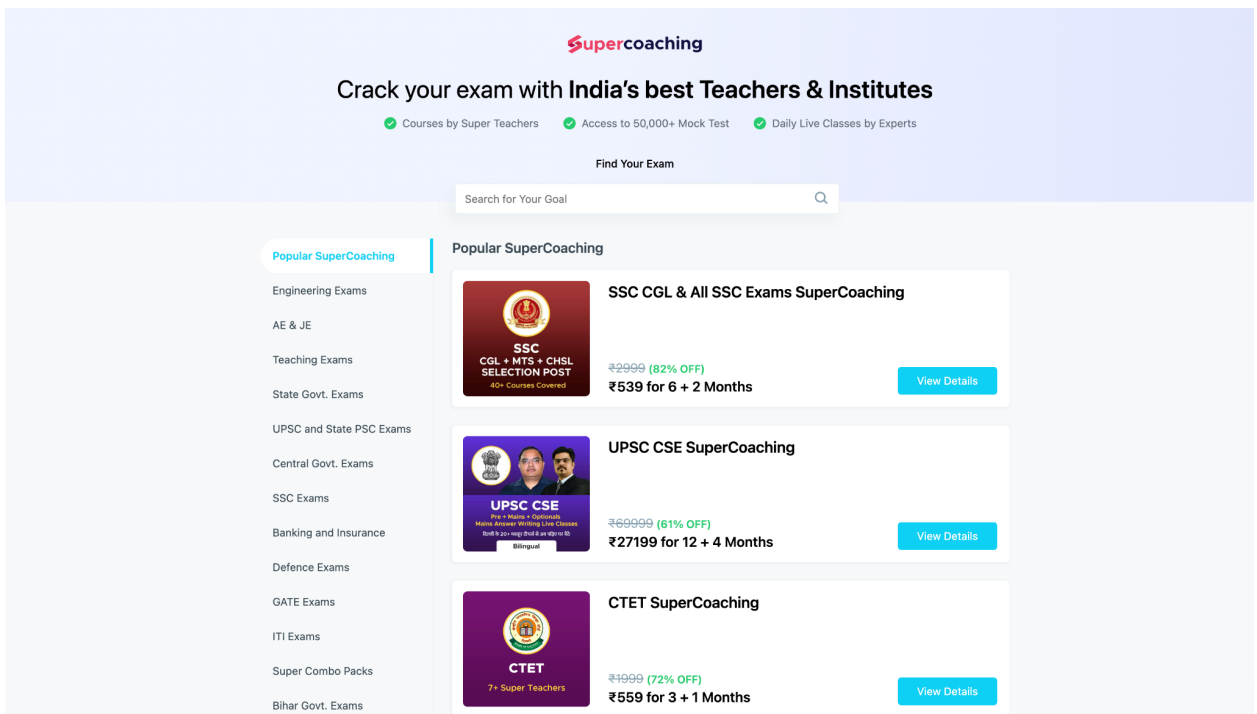 Supercoaching
Crack your exam with India's best Teachers & Institutes
Courses by Super Teachers
Access to 50,000+ Mock Test
Daily Live Classes by Experts
Find Your Exam
Search for Your Goal
Popular SuperCoaching
Engineering Exams
AE & JE
Teaching Exams
State Govt. Exams
UPSC and State PSC Exams
Central Govt. Exams
SSC Exams
Banking and Insurance
Defence Exams
GATE Exams
ITI Exams
Super Combo Packs
Bihar Govt. Exams
Popular SuperCoaching
SSC
CGL + MTS + CHSL
SELECTION POST
40+ Courses Covered
SSC CGL & All SSC Exams SuperCoaching
₹2999 (82% OFF)
₹539 for 6 + 2 Months
View Details
UPSC CSE
Pre + Mains + Optionals
Mains Answer Writing Live Classes
दिल्ली के 20+ मशहूर टीचर्स से अब पढ़िए घर बैठे
Bilingual
UPSC CSE SuperCoaching
₹69999 (61% OFF)
₹27199 for 12 + 4 Months
View Details
CTET
7+ Super Teachers
CTET SuperCoaching
₹1999 (72% OFF)
₹559 for 3 + 1 Months
View Details